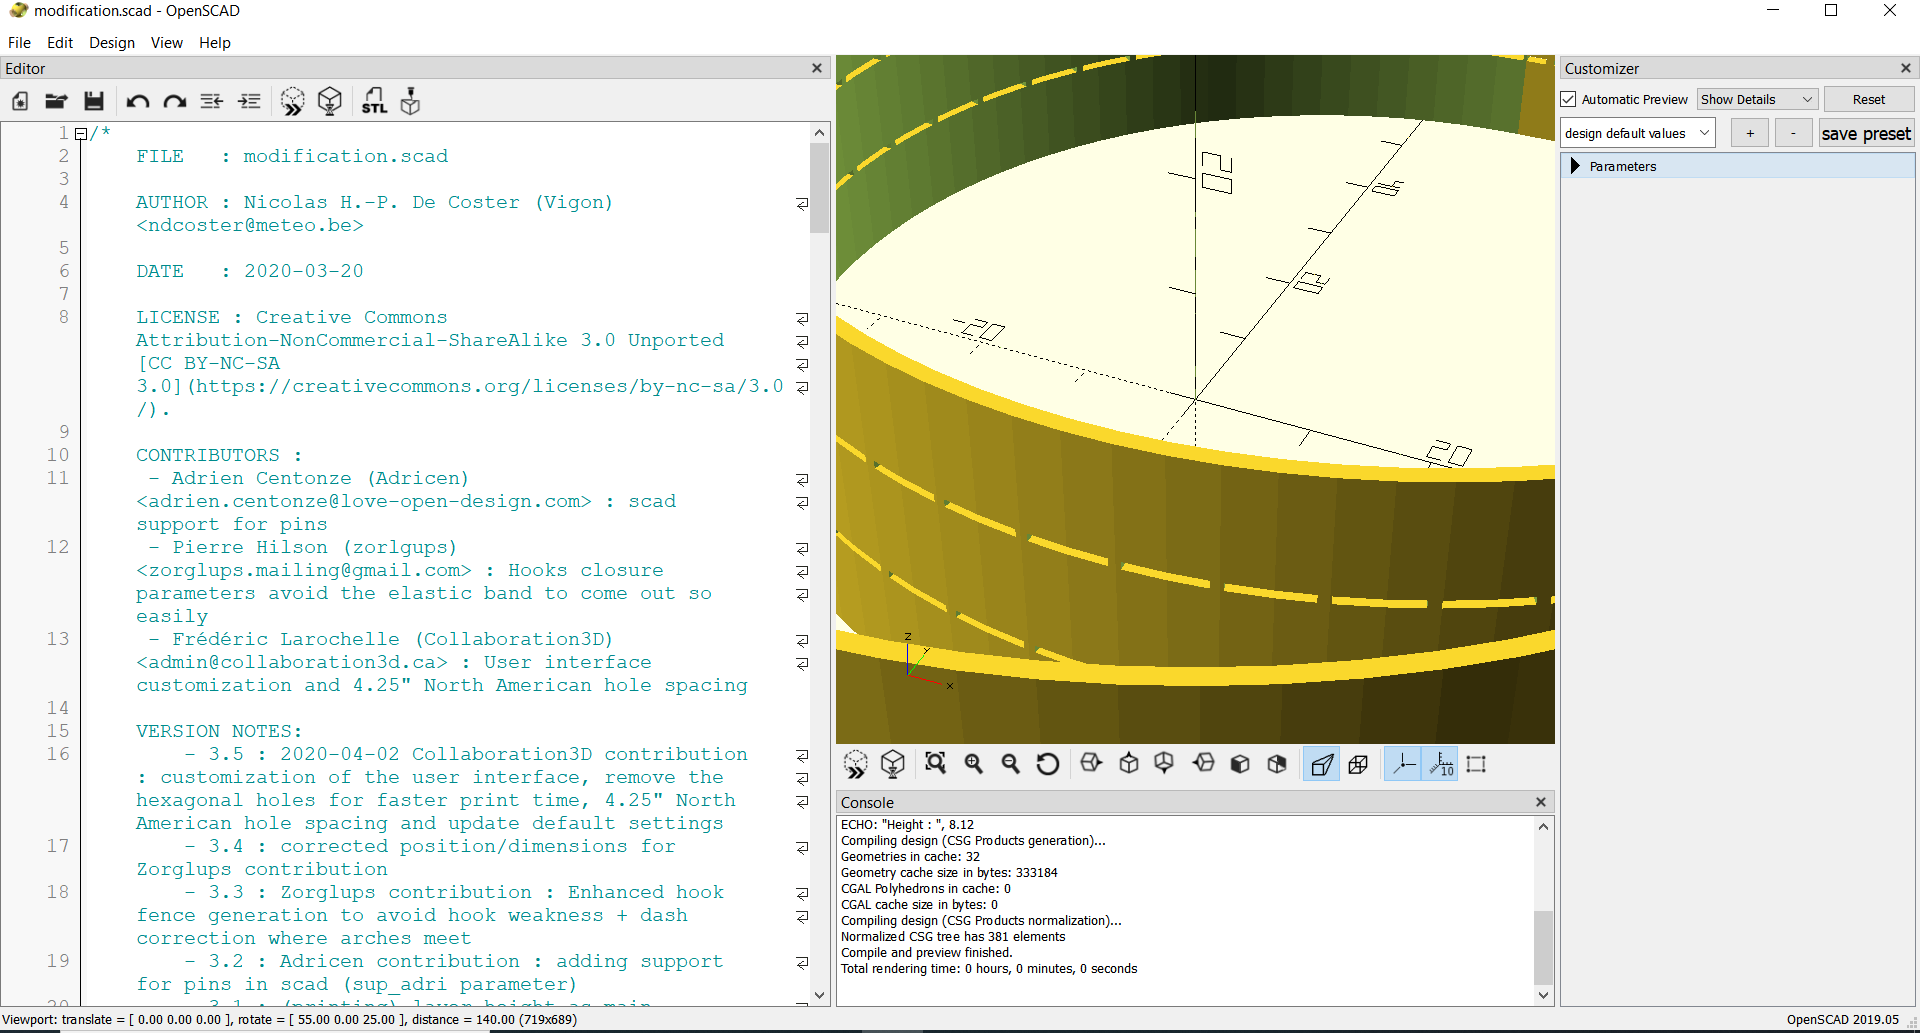 modification.scad - OpenSCAD
File Edit Design View Help
Editor
STL
1 /*
2 FILE : modification.scad
3
4 AUTHOR : Nicolas H.-P. De Coster (Vigon)
<ndcoster@meteo.be>
5
6 DATE : 2020-03-20
7
8 LICENSE : Creative Commons
Attribution-NonCommercial-ShareAlike 3.0 Unported
[CC BY-NC-SA
3.0](https://creativecommons.org/licenses/by-nc-sa/3.0
/).
9
10 CONTRIBUTORS :
11 - Adrien Centonze (Adricen)
<adrien.centonze@love-open-design.com> : scad
support for pins
12 - Pierre Hilson (zorlgups)
<zorglups.mailing@gmail.com> : Hooks closure
parameters avoid the elastic band to come out so
easily
13 - Frédéric Larochelle (Collaboration3D)
<admin@collaboration3d.ca> : User interface
customization and 4.25" North American hole spacing
14
15 VERSION NOTES:
16 - 3.5 : 2020-04-02 Collaboration3D contribution
: customization of the user interface, remove the
hexagonal holes for faster print time, 4.25" North
American hole spacing and update default settings
17 - 3.4 : corrected position/dimensions for
Zorglups contribution
18 - 3.3 : Zorglups contribution : Enhanced hook
fence generation to avoid hook weakness + dash
correction where arches meet
19 - 3.2 : Adricen contribution : adding support
for pins in scad (sup_adri parameter)
20 - 3.1 : (printing) layer height as main
-20
20
z
y
x
10
Console
ECHO: "Height : ", 8.12
Compiling design (CSG Products generation)...
Geometries in cache: 32
Geometry cache size in bytes: 333184
CGAL Polyhedrons in cache: 0
CGAL cache size in bytes: 0
Compiling design (CSG Products normalization)...
Normalized CSG tree has 381 elements
Compile and preview finished.
Total rendering time: 0 hours, 0 minutes, 0 seconds
Customizer
Automatic Preview Show Details Reset
design default values + - save preset
Parameters
Viewport: translate = [ 0.00 0.00 0.00 ], rotate = [ 55.00 0.00 25.00 ], distance = 140.00 (719x689)
OpenSCAD 2019.05